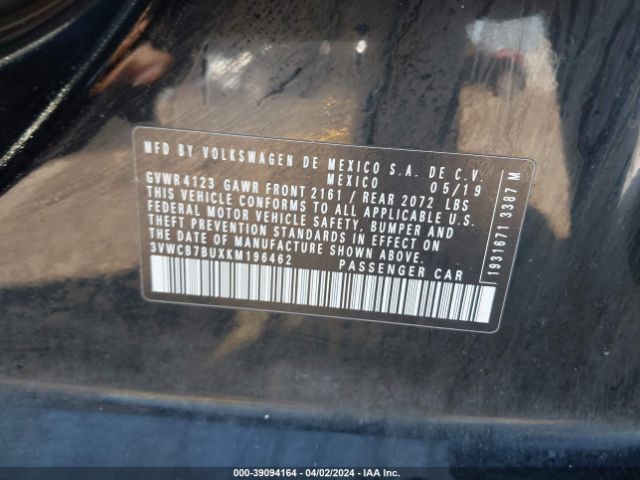 MFD BY VOLKSWAGEN DE MEXICO S.A. DE C.V.
MEXICO 05/19
GVWR 4123 GAWR FRONT 2161 / REAR 2072 LBS
THIS VEHICLE CONFORMS TO ALL APPLICABLE U.S.
FEDERAL MOTOR VEHICLE SAFETY, BUMPER AND
THEFT PREVENTION STANDARDS IN EFFECT ON
THE DATE OF MANUFACTURE SHOWN ABOVE.
3VWCB7BUXKM196462 PASSENGER CAR
1931671 3387 M
000-39094164 - 04/02/2024 - IAA Inc.